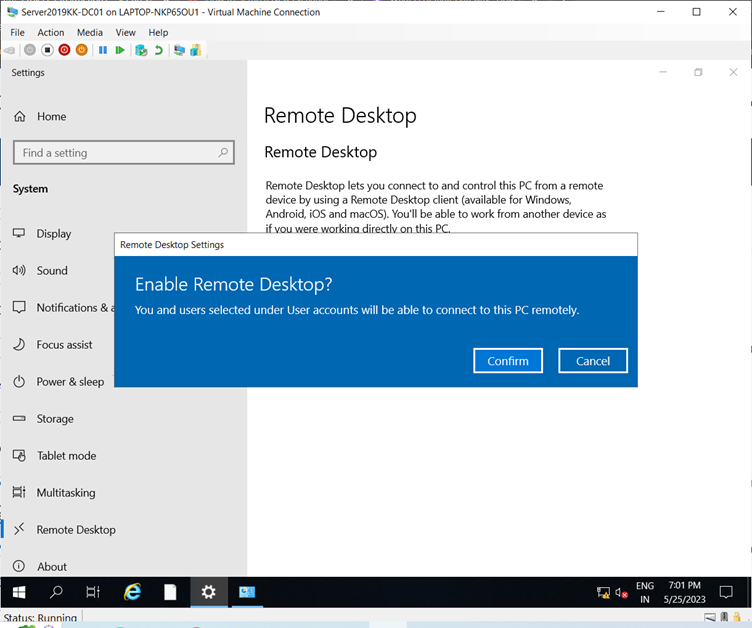 Server2019KK-DC01 on LAPTOP-NKP65OU1 - Virtual Machine Connection
File Action Media View Help
Settings
Home
Find a setting
System
Display
Sound
Notifications & a
Focus assist
Power & sleep
Storage
Tablet mode
Multitasking
Remote Desktop
About
Remote Desktop
Remote Desktop
Remote Desktop lets you connect to and control this PC from a remote
device by using a Remote Desktop client (available for Windows,
Android, iOS and macOS). You'll be able to work from another device as
if you were working directly on this PC.
Remote Desktop Settings
Enable Remote Desktop?
You and users selected under User accounts will be able to connect to this PC remotely.
Confirm Cancel
ENG 7:01 PM
IN 5/25/2023
Status: Running